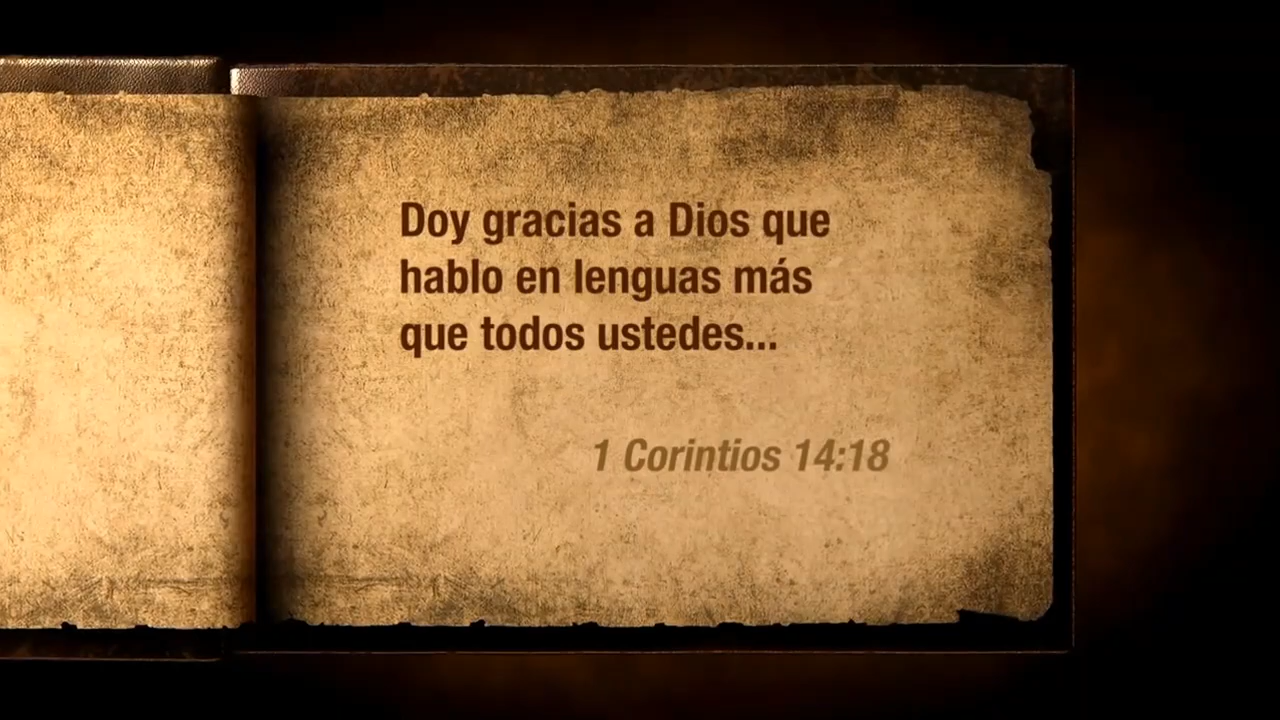 Doy gracias a Dios que
hablo en lenguas más
que todos ustedes...
1 Corintios 14:18